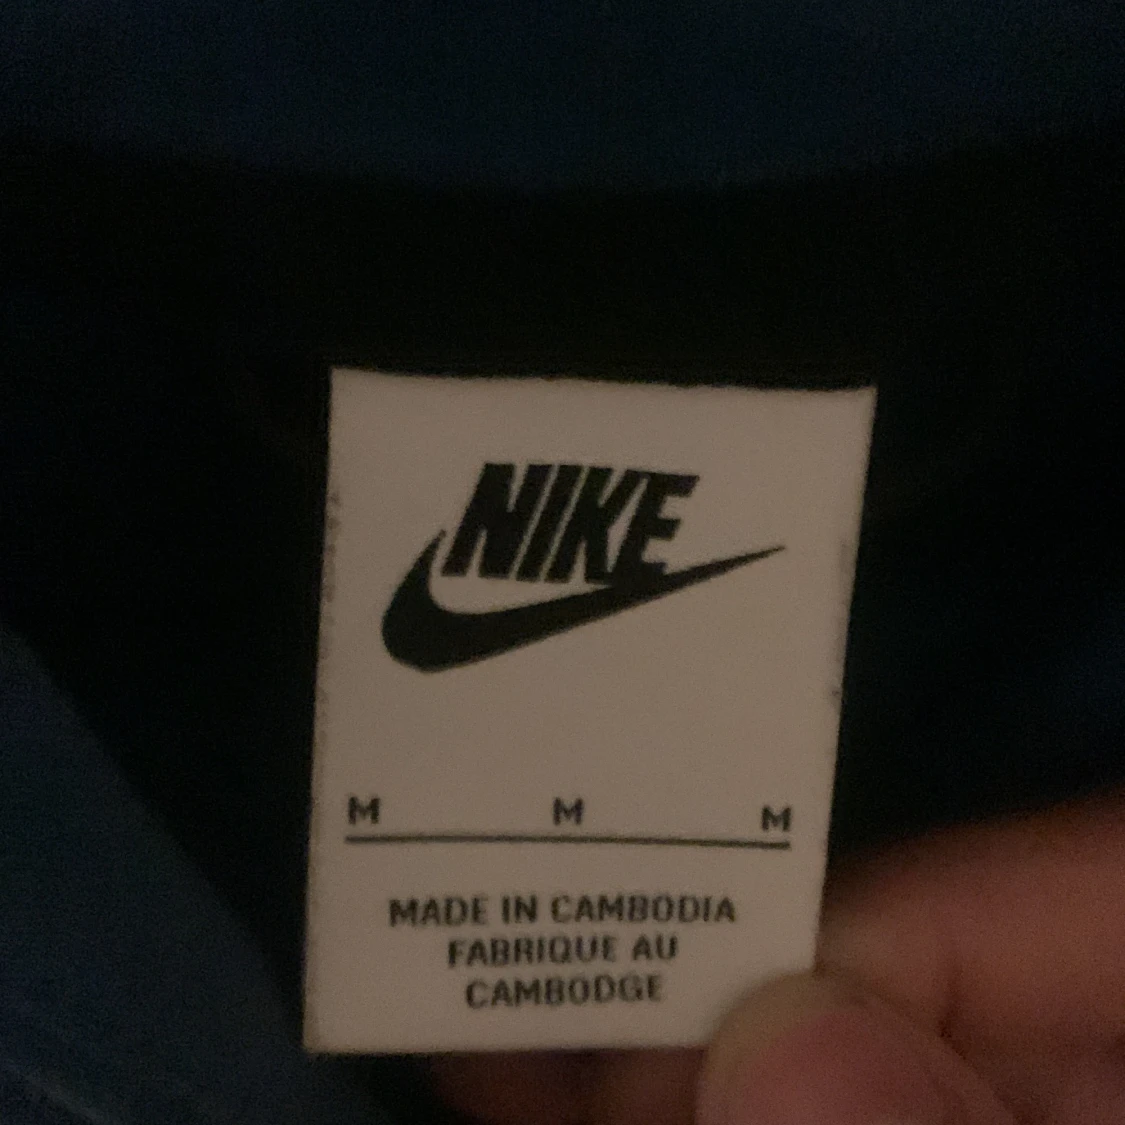 NIKE
M M M
MADE IN CAMBODIA
FABRIQUE AU
CAMBODGE